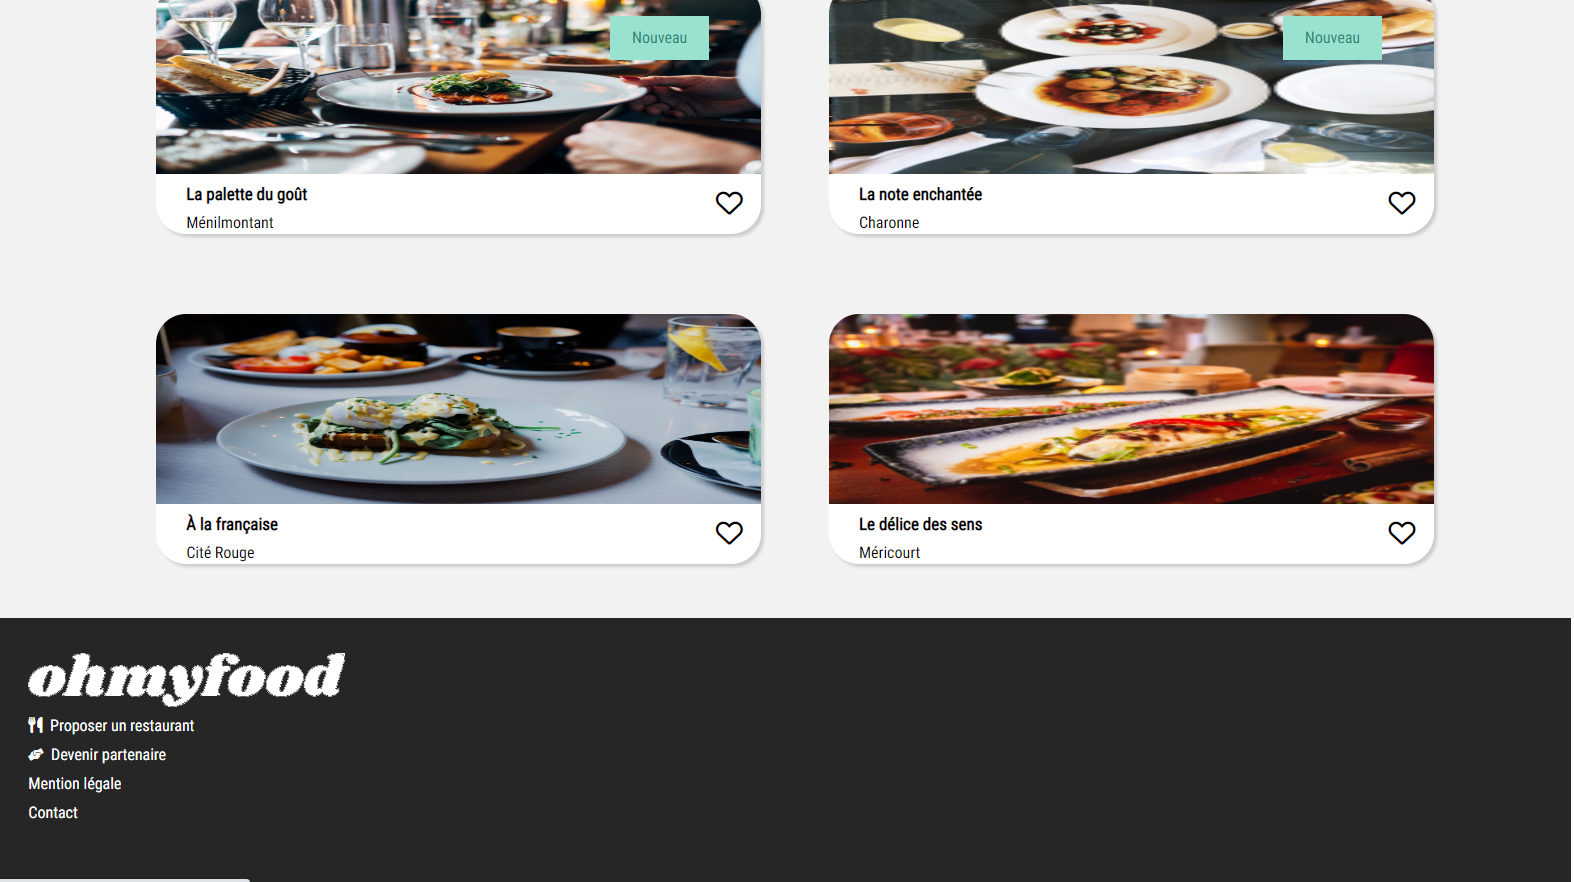 Nouveau
Nouveau
La palette du goût
Ménilmontant
La note enchantée
Charonne
À la française
Cité Rouge
Le délice des sens
Méricourt
ohmyfood
Proposer un restaurant
Devenir partenaire
Mention légale
Contact